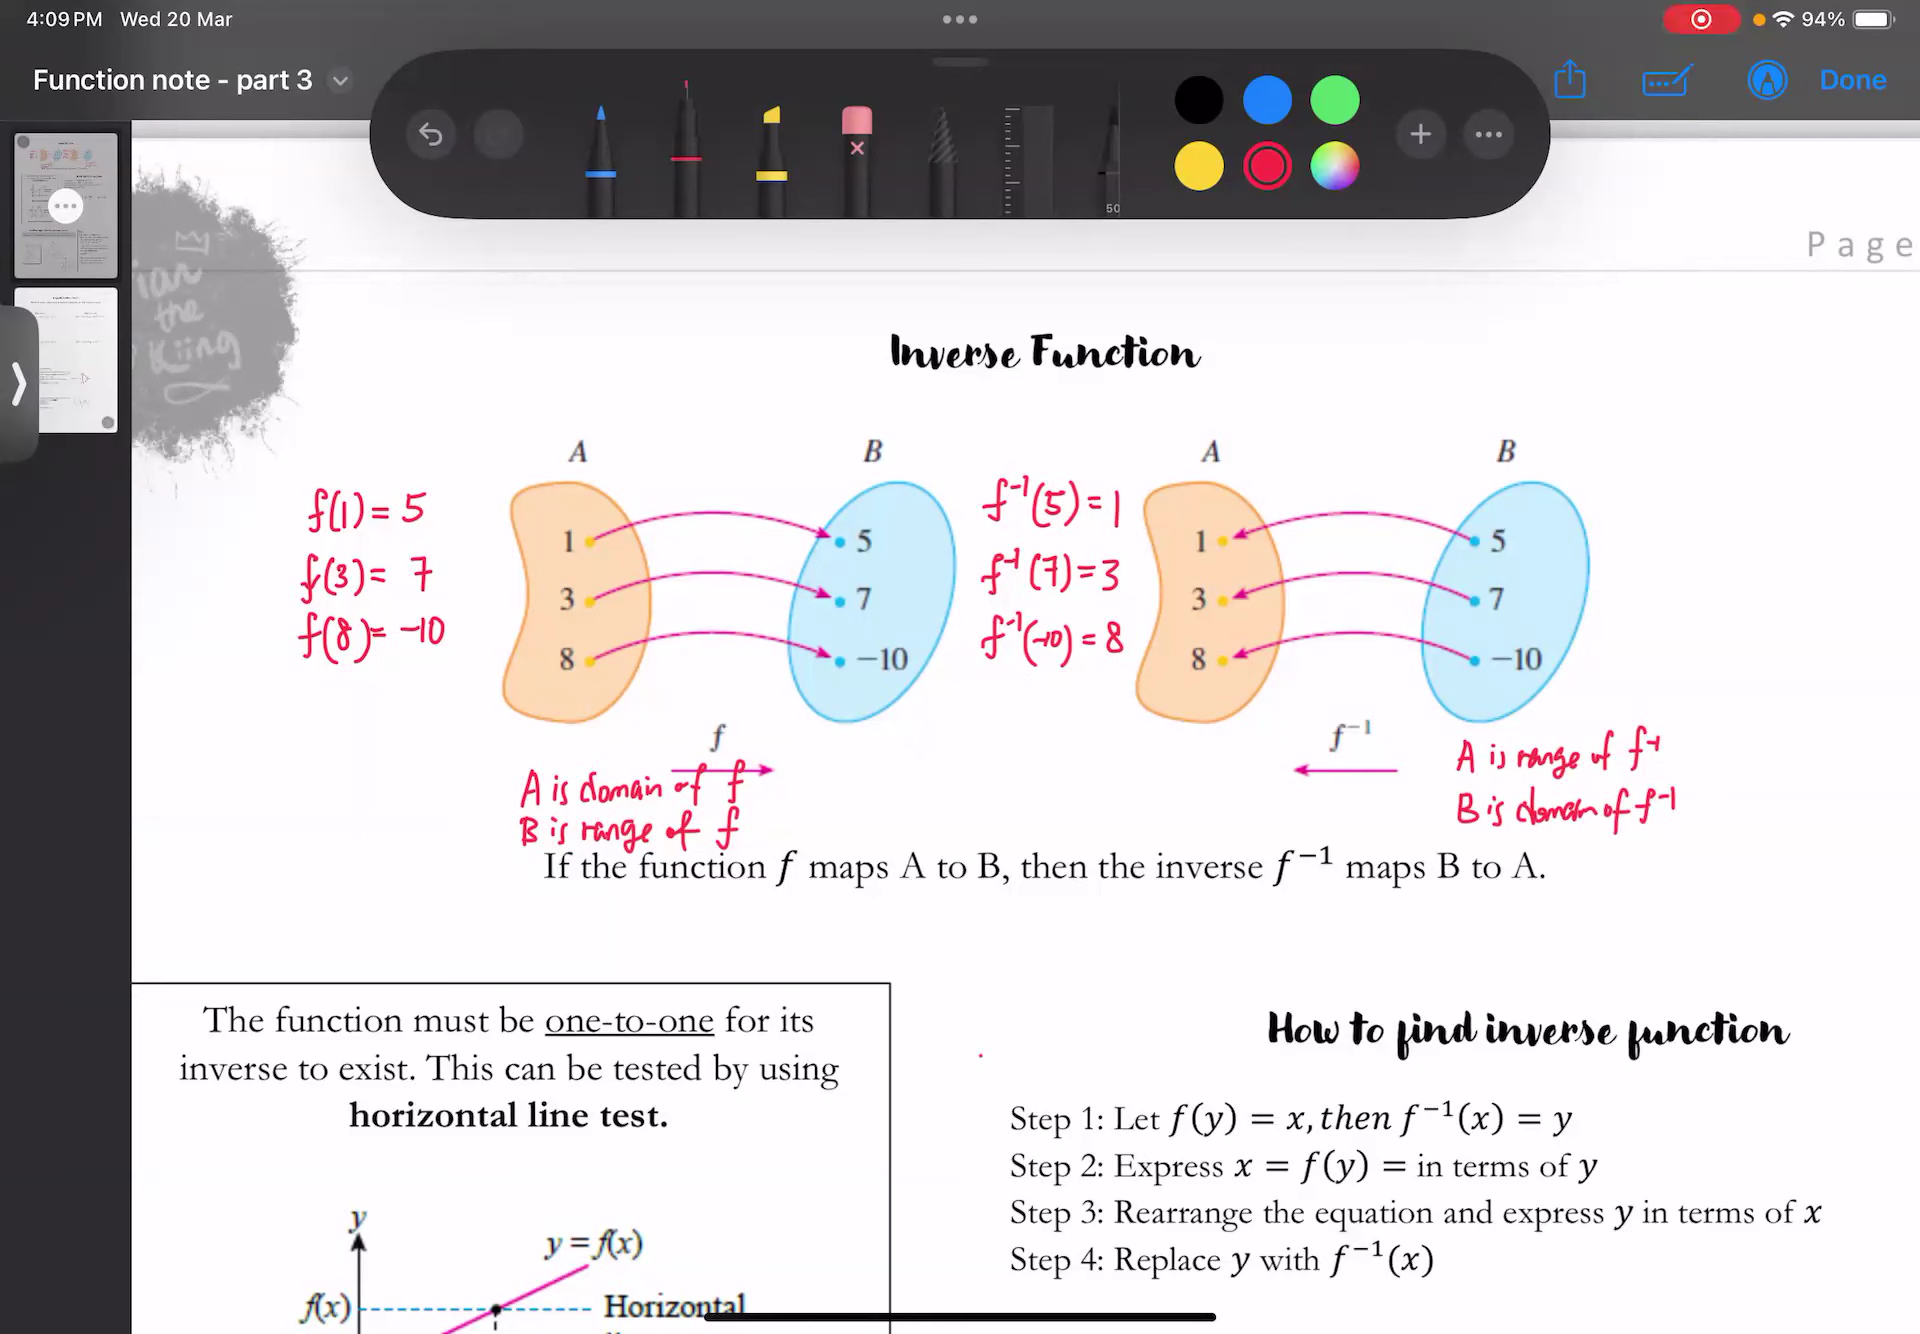 4:09 PM Wed 20 Mar
94%
Function note - part 3
Done
50
Page
ian
the
Kiing
Inverse Function
A B A B
f(1) = 5
f(3) = 7
f(8) = -10
1 5
3 7
8 −10
f
f⁻¹(5) = 1
f⁻¹(7) = 3
f⁻¹(-10) = 8
1 5
3 7
8 −10
f⁻¹
A is domain of f
B is range of f
A is range of f⁻¹
B is domain of f⁻¹
If the function f maps A to B, then the inverse f⁻¹ maps B to A.
The function must be one-to-one for its
inverse to exist. This can be tested by using
horizontal line test.
y
y = f(x)
f(x)
Horizontal
How to find inverse function
Step 1: Let f(y) = x, then f⁻¹(x) = y
Step 2: Express x = f(y) = in terms of y
Step 3: Rearrange the equation and express y in terms of x
Step 4: Replace y with f⁻¹(x)